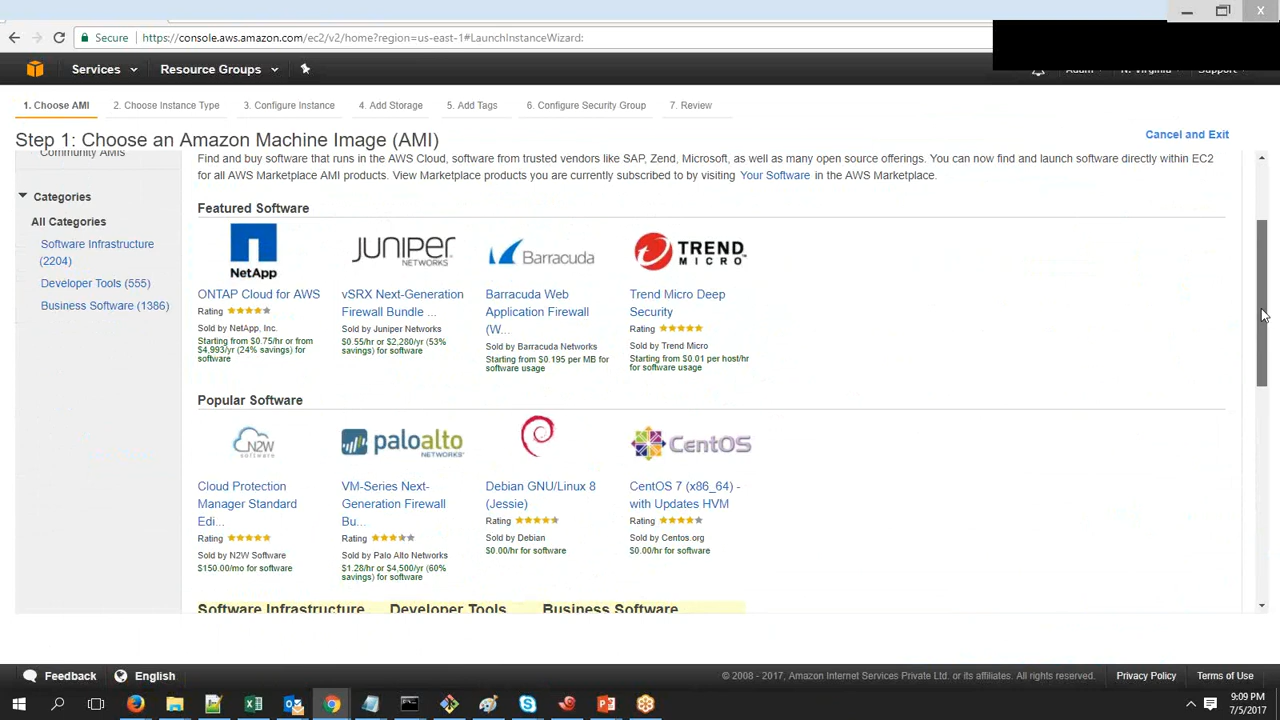 Secure https://console.aws.amazon.com/ec2/v2/home?region=us-east-1#LaunchInstanceWizard:
Services Resource Groups
Support
1. Choose AMI 2. Choose Instance Type 3. Configure Instance 4. Add Storage 5. Add Tags 6. Configure Security Group 7. Review
Step 1: Choose an Amazon Machine Image (AMI)
Cancel and Exit
Community AMIs
Categories
All Categories
Software Infrastructure
(2204)
Developer Tools (555)
Business Software (1386)
Find and buy software that runs in the AWS Cloud, software from trusted vendors like SAP, Zend, Microsoft, as well as many open source offerings. You can now find and launch software directly within EC2
for all AWS Marketplace AMI products. View Marketplace products you are currently subscribed to by visiting Your Software in the AWS Marketplace.
Featured Software
NetApp
ONTAP Cloud for AWS
Rating
Sold by NetApp, Inc.
Starting from $0.75/hr or from
$4,993/yr (24% savings) for
software
JUNIPER
NETWORKS
vSRX Next-Generation
Firewall Bundle ...
Rating
Sold by Juniper Networks
$0.55/hr or $2,280/yr (53%
savings) for software
Barracuda
Barracuda Web
Application Firewall
(W...
Rating
Sold by Barracuda Networks
Starting from $0.195 per MB for
software usage
TREND
MICRO
Trend Micro Deep
Security
Rating
Sold by Trend Micro
Starting from $0.01 per host/hr
for software usage
Popular Software
N2W
software
Cloud Protection
Manager Standard
Edi...
Rating
Sold by N2W Software
$150.00/mo for software
paloalto
NETWORKS
VM-Series Next-
Generation Firewall
Bu...
Rating
Sold by Palo Alto Networks
$1.28/hr or $4,500/yr (60%
savings) for software
Debian GNU/Linux 8
(Jessie)
Rating
Sold by Debian
$0.00/hr for software
CentOS
CentOS 7 (x86_64) -
with Updates HVM
Rating
Sold by Centos.org
$0.00/hr for software
Software Infrastructure Developer Tools Business Software
Feedback English
© 2008 - 2017, Amazon Internet Services Private Ltd. or its affiliates. All rights reserved. Privacy Policy Terms of Use
9:09 PM
7/5/2017